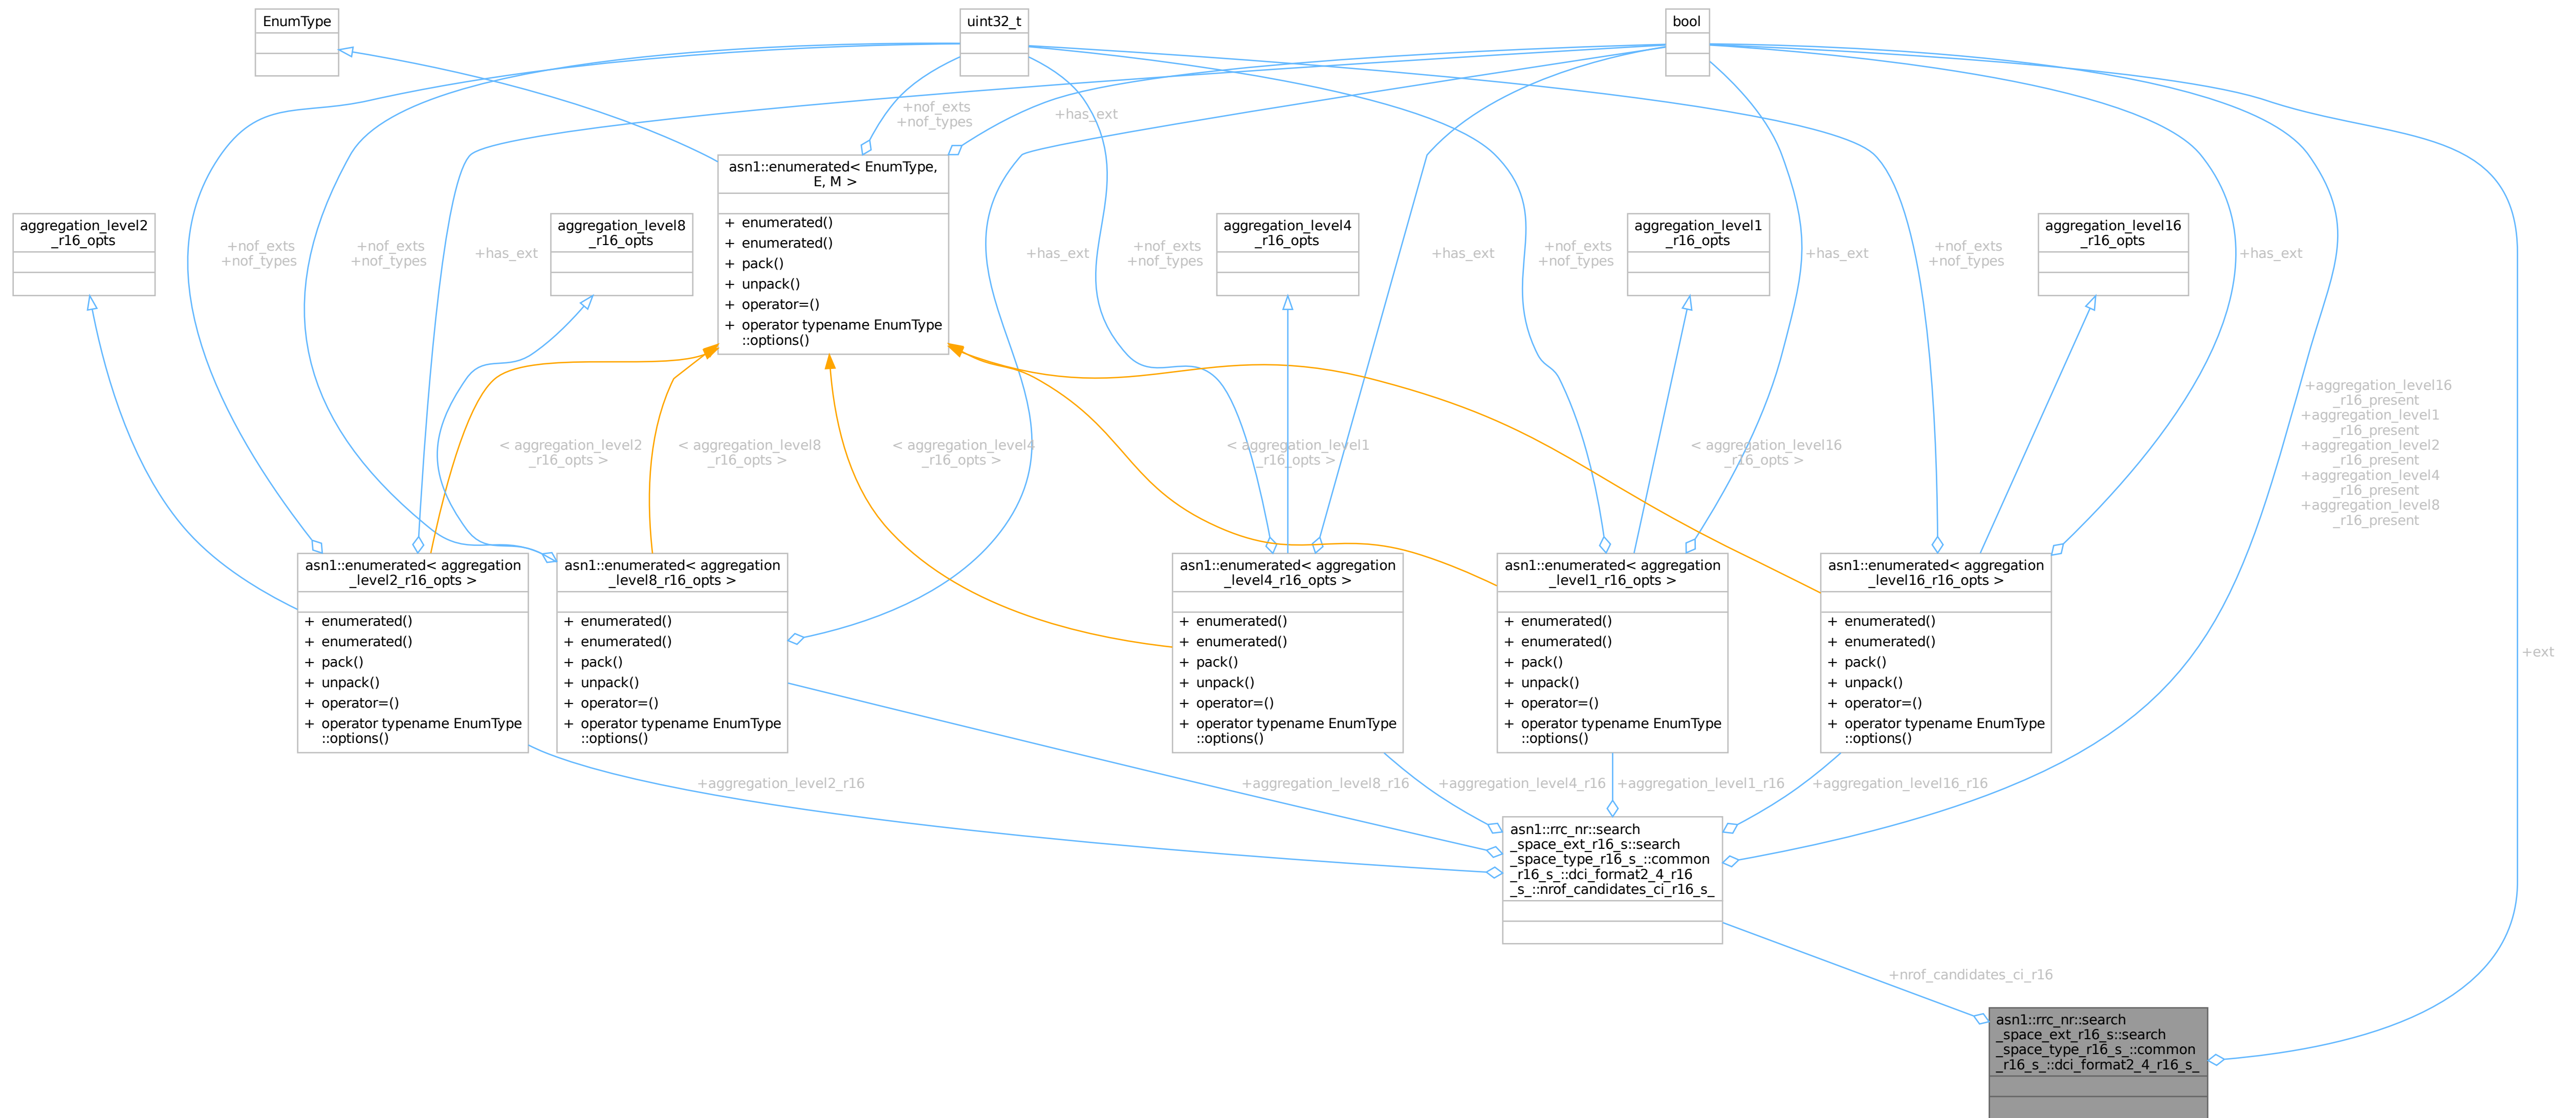 EnumType
uint32_t
bool
+nof_exts
+nof_types
+has_ext
asn1::enumerated< EnumType,
E, M >
+ enumerated()
+ enumerated()
+ pack()
+ unpack()
+ operator=()
+ operator typename EnumType
::options()
aggregation_level2
_r16_opts
aggregation_level8
_r16_opts
aggregation_level4
_r16_opts
aggregation_level1
_r16_opts
aggregation_level16
_r16_opts
+nof_exts
+nof_types
+nof_exts
+nof_types
+has_ext
+has_ext
+nof_exts
+nof_types
+has_ext
+nof_exts
+nof_types
+has_ext
+nof_exts
+nof_types
+has_ext
+aggregation_level16
_r16_present
+aggregation_level1
_r16_present
+aggregation_level2
_r16_present
+aggregation_level4
_r16_present
+aggregation_level8
_r16_present
< aggregation_level2
_r16_opts >
< aggregation_level8
_r16_opts >
< aggregation_level4
_r16_opts >
< aggregation_level1
_r16_opts >
< aggregation_level16
_r16_opts >
asn1::enumerated< aggregation
_level2_r16_opts >
+ enumerated()
+ enumerated()
+ pack()
+ unpack()
+ operator=()
+ operator typename EnumType
::options()
asn1::enumerated< aggregation
_level8_r16_opts >
+ enumerated()
+ enumerated()
+ pack()
+ unpack()
+ operator=()
+ operator typename EnumType
::options()
asn1::enumerated< aggregation
_level4_r16_opts >
+ enumerated()
+ enumerated()
+ pack()
+ unpack()
+ operator=()
+ operator typename EnumType
::options()
asn1::enumerated< aggregation
_level1_r16_opts >
+ enumerated()
+ enumerated()
+ pack()
+ unpack()
+ operator=()
+ operator typename EnumType
::options()
asn1::enumerated< aggregation
_level16_r16_opts >
+ enumerated()
+ enumerated()
+ pack()
+ unpack()
+ operator=()
+ operator typename EnumType
::options()
+ext
+aggregation_level2_r16
+aggregation_level8_r16
+aggregation_level4_r16
+aggregation_level1_r16
+aggregation_level16_r16
asn1::rrc_nr::search
_space_ext_r16_s::search
_space_type_r16_s_::common
_r16_s_::dci_format2_4_r16
_s_::nrof_candidates_ci_r16_s_
+nrof_candidates_ci_r16
asn1::rrc_nr::search
_space_ext_r16_s::search
_space_type_r16_s_::common
_r16_s_::dci_format2_4_r16_s_